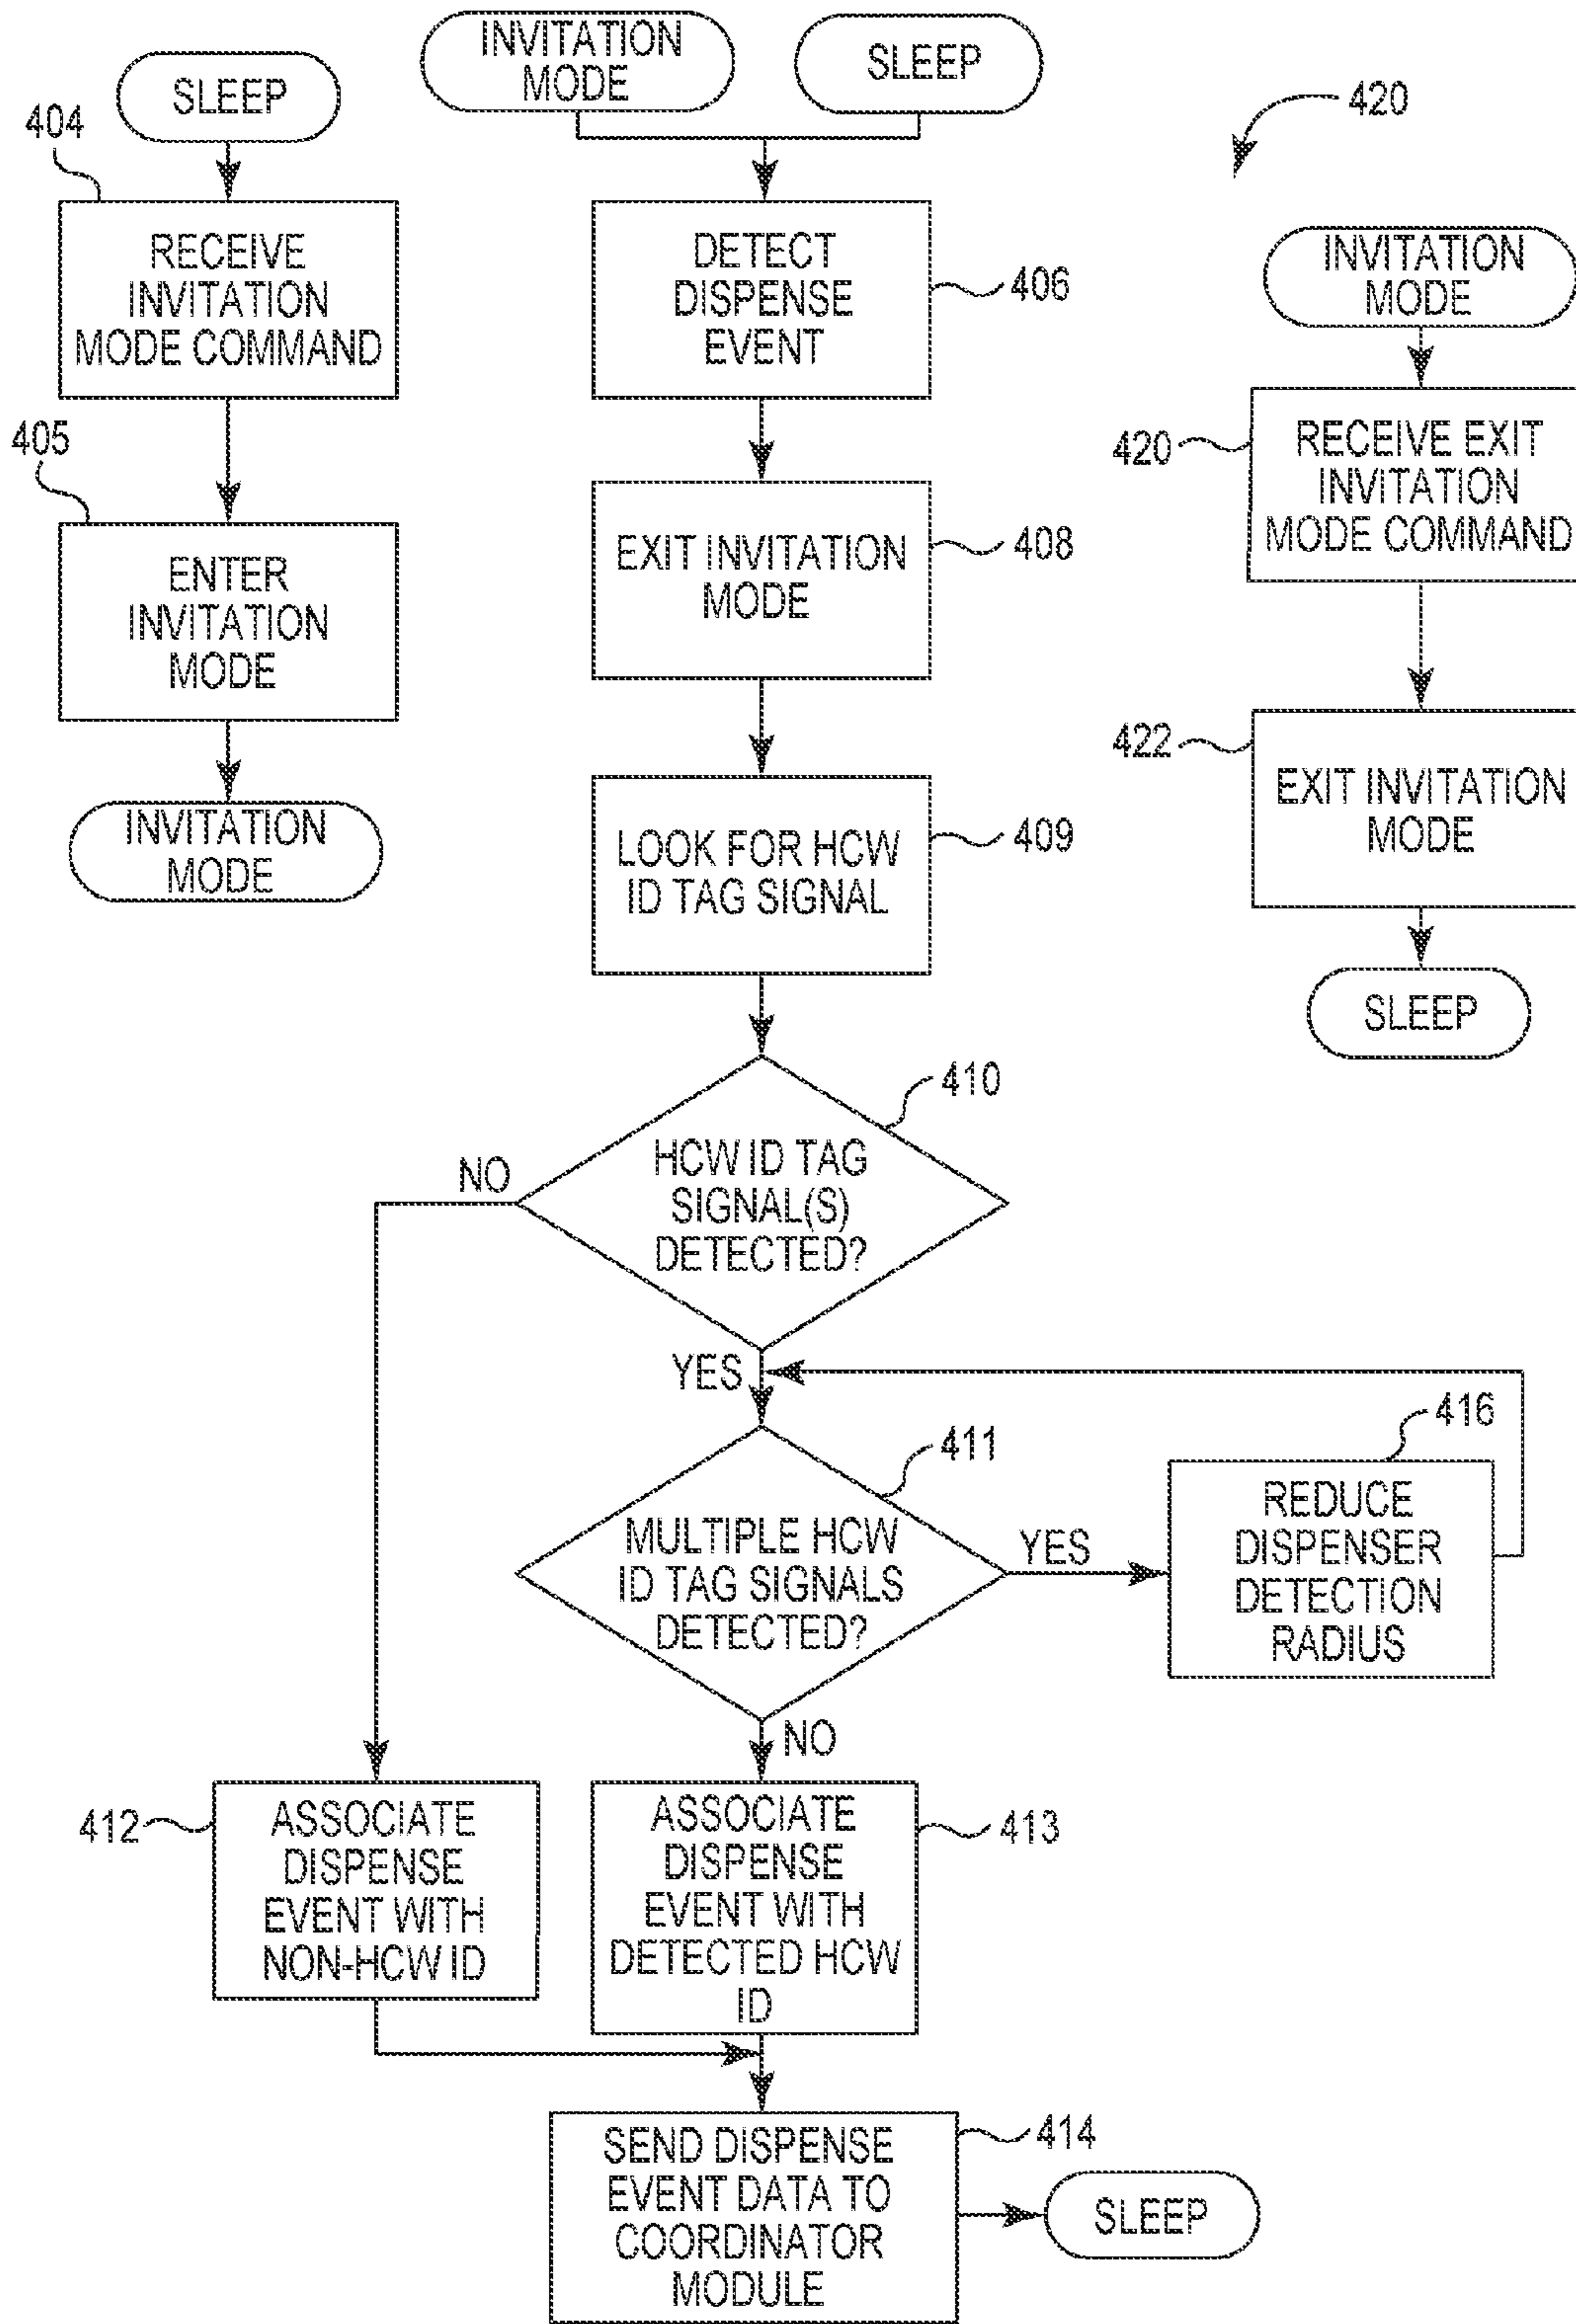 SLEEP
404
RECEIVE
INVITATION
MODE COMMAND
405
ENTER
INVITATION
MODE
INVITATION
MODE
INVITATION
MODE
SLEEP
DETECT
DISPENSE
EVENT
406
EXIT INVITATION
MODE
408
LOOK FOR HCW
ID TAG SIGNAL
409
420
INVITATION
MODE
420
RECEIVE EXIT
INVITATION
MODE COMMAND
422
EXIT INVITATION
MODE
SLEEP
410
HCW ID TAG
SIGNAL(S)
DETECTED?
NO
YES
411
MULTIPLE HCW
ID TAG SIGNALS
DETECTED?
YES
416
REDUCE
DISPENSER
DETECTION
RADIUS
NO
412
ASSOCIATE
DISPENSE
EVENT WITH
NON-HCW ID
ASSOCIATE
DISPENSE
EVENT WITH
DETECTED HCW
ID
413
SEND DISPENSE
EVENT DATA TO
COORDINATOR
MODULE
414
SLEEP